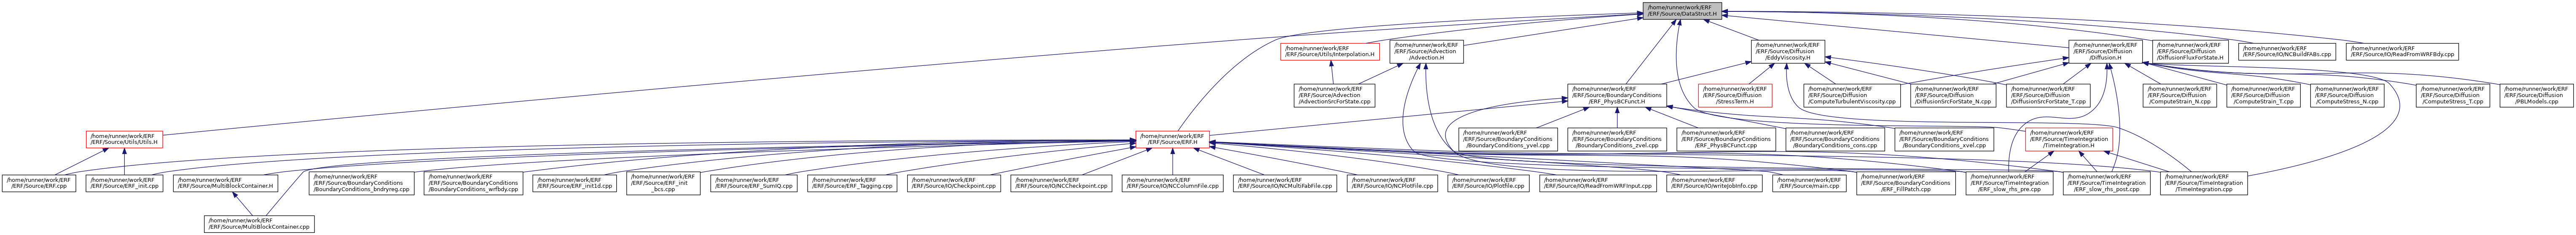 /home/runner/work/ERF
/ERF/Source/DataStruct.H
/home/runner/work/ERF
/ERF/Source/Utils/Interpolation.H
/home/runner/work/ERF
/ERF/Source/Advection
/Advection.H
/home/runner/work/ERF
/ERF/Source/Diffusion
/EddyViscosity.H
/home/runner/work/ERF
/ERF/Source/Diffusion
/Diffusion.H
/home/runner/work/ERF
/ERF/Source/Diffusion
/DiffusionFluxForState.H
/home/runner/work/ERF
/ERF/Source/IO/NCBuildFABs.cpp
/home/runner/work/ERF
/ERF/Source/IO/ReadFromWRFBdy.cpp
/home/runner/work/ERF
/ERF/Source/Advection
/AdvectionSrcForState.cpp
/home/runner/work/ERF
/ERF/Source/BoundaryConditions
/ERF_PhysBCFunct.H
/home/runner/work/ERF
/ERF/Source/Diffusion
/StressTerm.H
/home/runner/work/ERF
/ERF/Source/Diffusion
/ComputeTurbulentViscosity.cpp
/home/runner/work/ERF
/ERF/Source/Diffusion
/DiffusionSrcForState_N.cpp
/home/runner/work/ERF
/ERF/Source/Diffusion
/DiffusionSrcForState_T.cpp
/home/runner/work/ERF
/ERF/Source/Diffusion
/ComputeStrain_N.cpp
/home/runner/work/ERF
/ERF/Source/Diffusion
/ComputeStrain_T.cpp
/home/runner/work/ERF
/ERF/Source/Diffusion
/ComputeStress_N.cpp
/home/runner/work/ERF
/ERF/Source/Diffusion
/ComputeStress_T.cpp
/home/runner/work/ERF
/ERF/Source/Diffusion
/PBLModels.cpp
/home/runner/work/ERF
/ERF/Source/Utils/Utils.H
/home/runner/work/ERF
/ERF/Source/ERF.H
/home/runner/work/ERF
/ERF/Source/BoundaryConditions
/BoundaryConditions_yvel.cpp
/home/runner/work/ERF
/ERF/Source/BoundaryConditions
/BoundaryConditions_zvel.cpp
/home/runner/work/ERF
/ERF/Source/BoundaryConditions
/ERF_PhysBCFunct.cpp
/home/runner/work/ERF
/ERF/Source/BoundaryConditions
/BoundaryConditions_cons.cpp
/home/runner/work/ERF
/ERF/Source/BoundaryConditions
/BoundaryConditions_xvel.cpp
/home/runner/work/ERF
/ERF/Source/TimeIntegration
/TimeIntegration.H
/home/runner/work/ERF
/ERF/Source/ERF.cpp
/home/runner/work/ERF
/ERF/Source/ERF_init.cpp
/home/runner/work/ERF
/ERF/Source/MultiBlockContainer.H
/home/runner/work/ERF
/ERF/Source/BoundaryConditions
/BoundaryConditions_bndryreg.cpp
/home/runner/work/ERF
/ERF/Source/BoundaryConditions
/BoundaryConditions_wrfbdy.cpp
/home/runner/work/ERF
/ERF/Source/ERF_init1d.cpp
/home/runner/work/ERF
/ERF/Source/ERF_init
_bcs.cpp
/home/runner/work/ERF
/ERF/Source/ERF_SumIQ.cpp
/home/runner/work/ERF
/ERF/Source/ERF_Tagging.cpp
/home/runner/work/ERF
/ERF/Source/IO/Checkpoint.cpp
/home/runner/work/ERF
/ERF/Source/IO/NCCheckpoint.cpp
/home/runner/work/ERF
/ERF/Source/IO/NCColumnFile.cpp
/home/runner/work/ERF
/ERF/Source/IO/NCMultiFabFile.cpp
/home/runner/work/ERF
/ERF/Source/IO/NCPlotFile.cpp
/home/runner/work/ERF
/ERF/Source/IO/Plotfile.cpp
/home/runner/work/ERF
/ERF/Source/IO/ReadFromWRFInput.cpp
/home/runner/work/ERF
/ERF/Source/IO/writeJobInfo.cpp
/home/runner/work/ERF
/ERF/Source/main.cpp
/home/runner/work/ERF
/ERF/Source/BoundaryConditions
/ERF_FillPatch.cpp
/home/runner/work/ERF
/ERF/Source/TimeIntegration
/ERF_slow_rhs_pre.cpp
/home/runner/work/ERF
/ERF/Source/TimeIntegration
/ERF_slow_rhs_post.cpp
/home/runner/work/ERF
/ERF/Source/TimeIntegration
/TimeIntegration.cpp
/home/runner/work/ERF
/ERF/Source/MultiBlockContainer.cpp